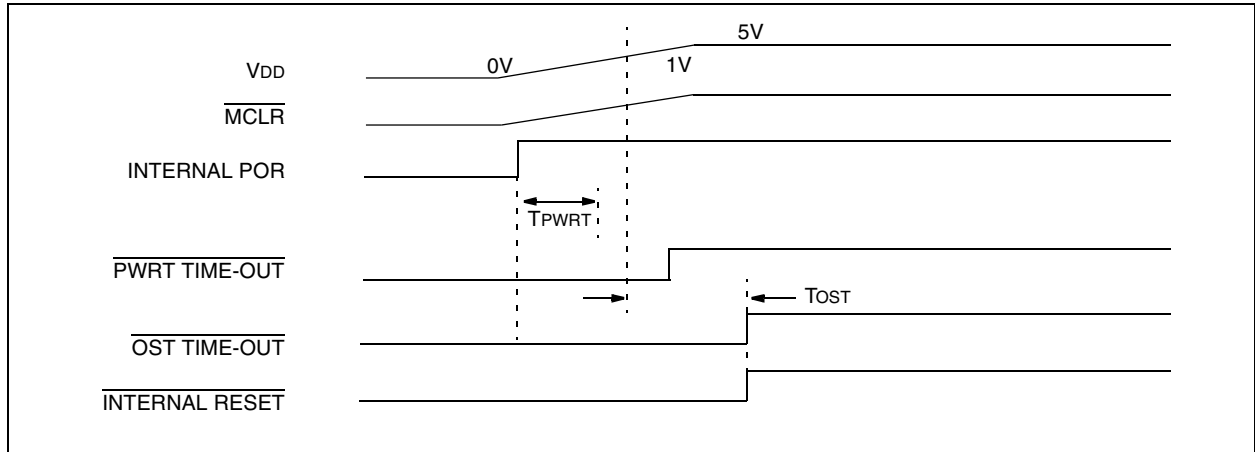 5V
VDD 0V 1V
MCLR
INTERNAL POR
TPWRT
PWRT TIME-OUT
TOST
OST TIME-OUT
INTERNAL RESET